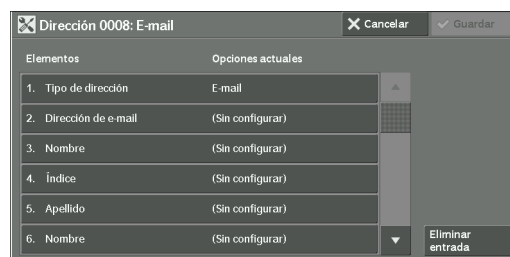 Dirección 0008: E-mail
Cancelar
Guardar
Elementos Opciones actuales
1. Tipo de dirección E-mail
2. Dirección de e-mail (Sin configurar)
3. Nombre (Sin configurar)
4. Índice (Sin configurar)
5. Apellido (Sin configurar)
6. Nombre (Sin configurar)
Eliminar
entrada